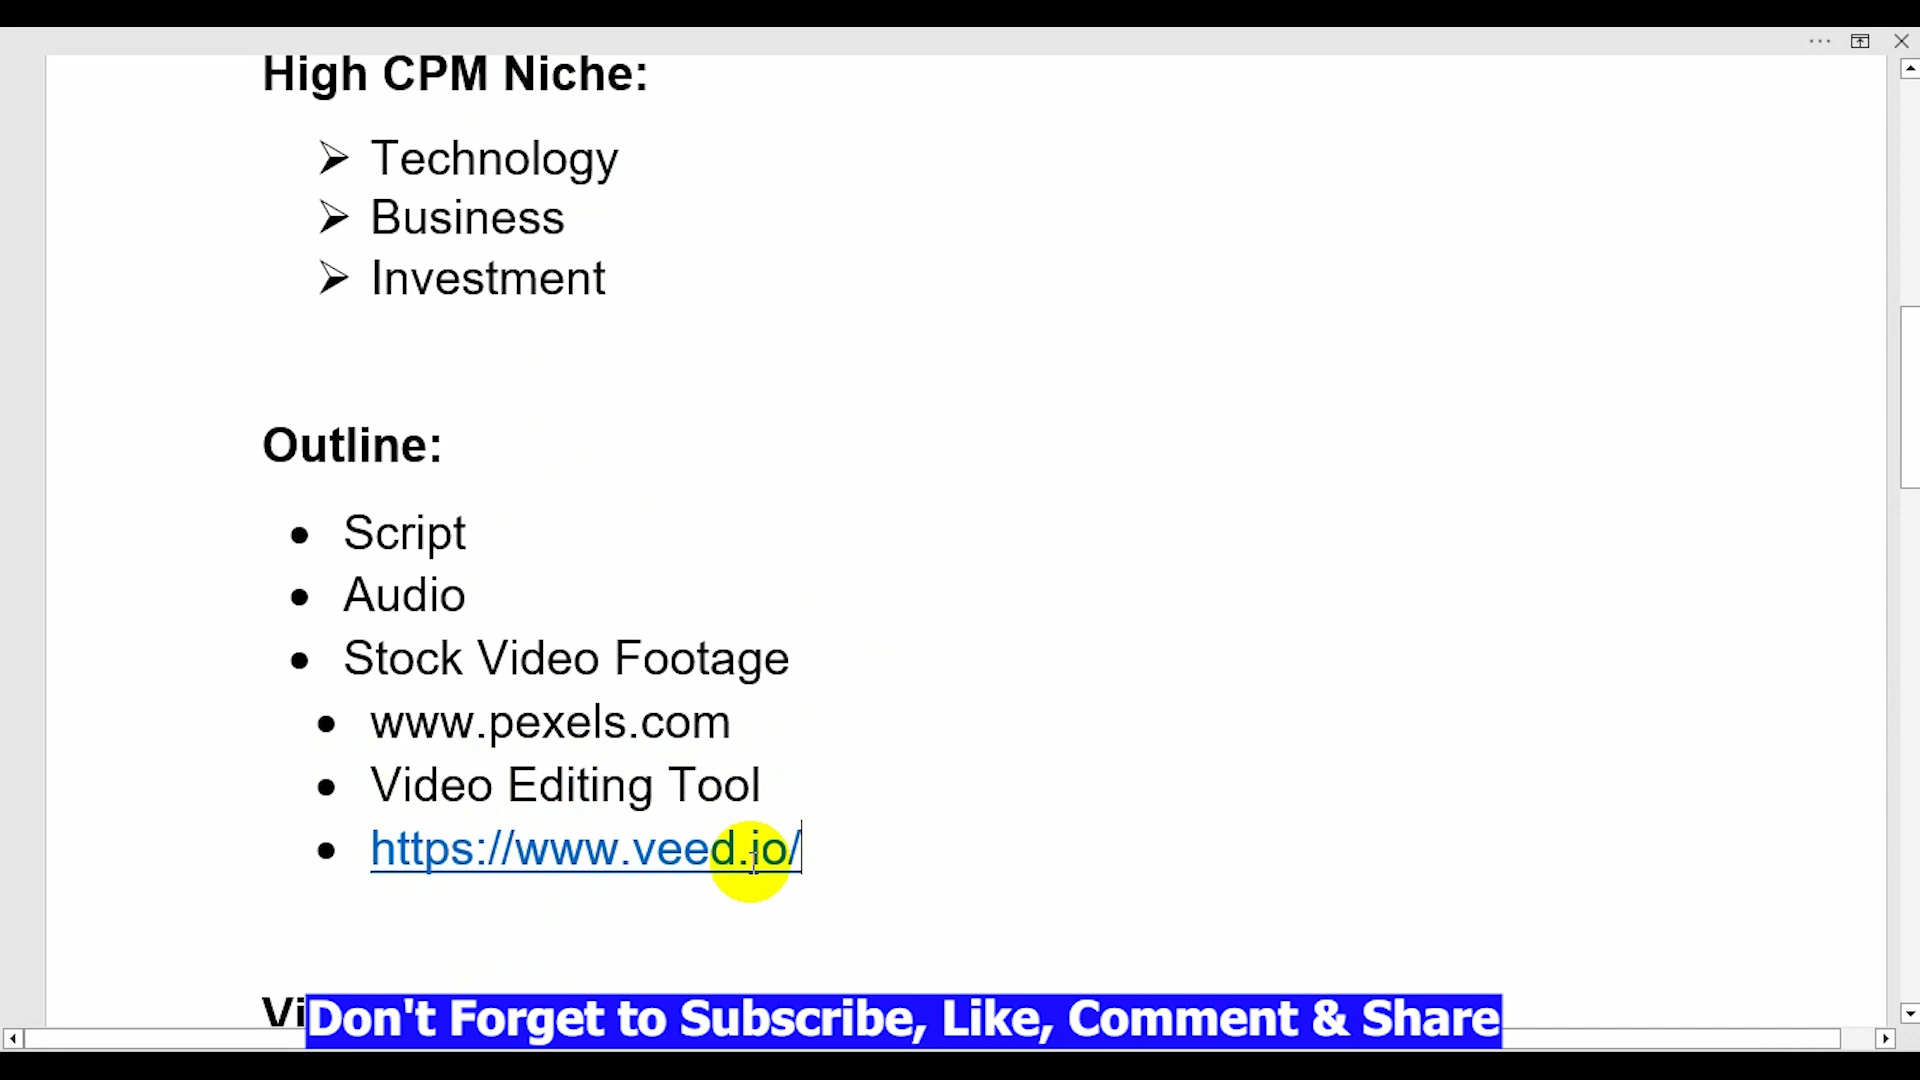 High CPM Niche:
Technology
Business
Investment
Outline:
Script
Audio
Stock Video Footage
www.pexels.com
Video Editing Tool
https://www.veed.io/
Vi
Don't Forget to Subscribe, Like, Comment & Share